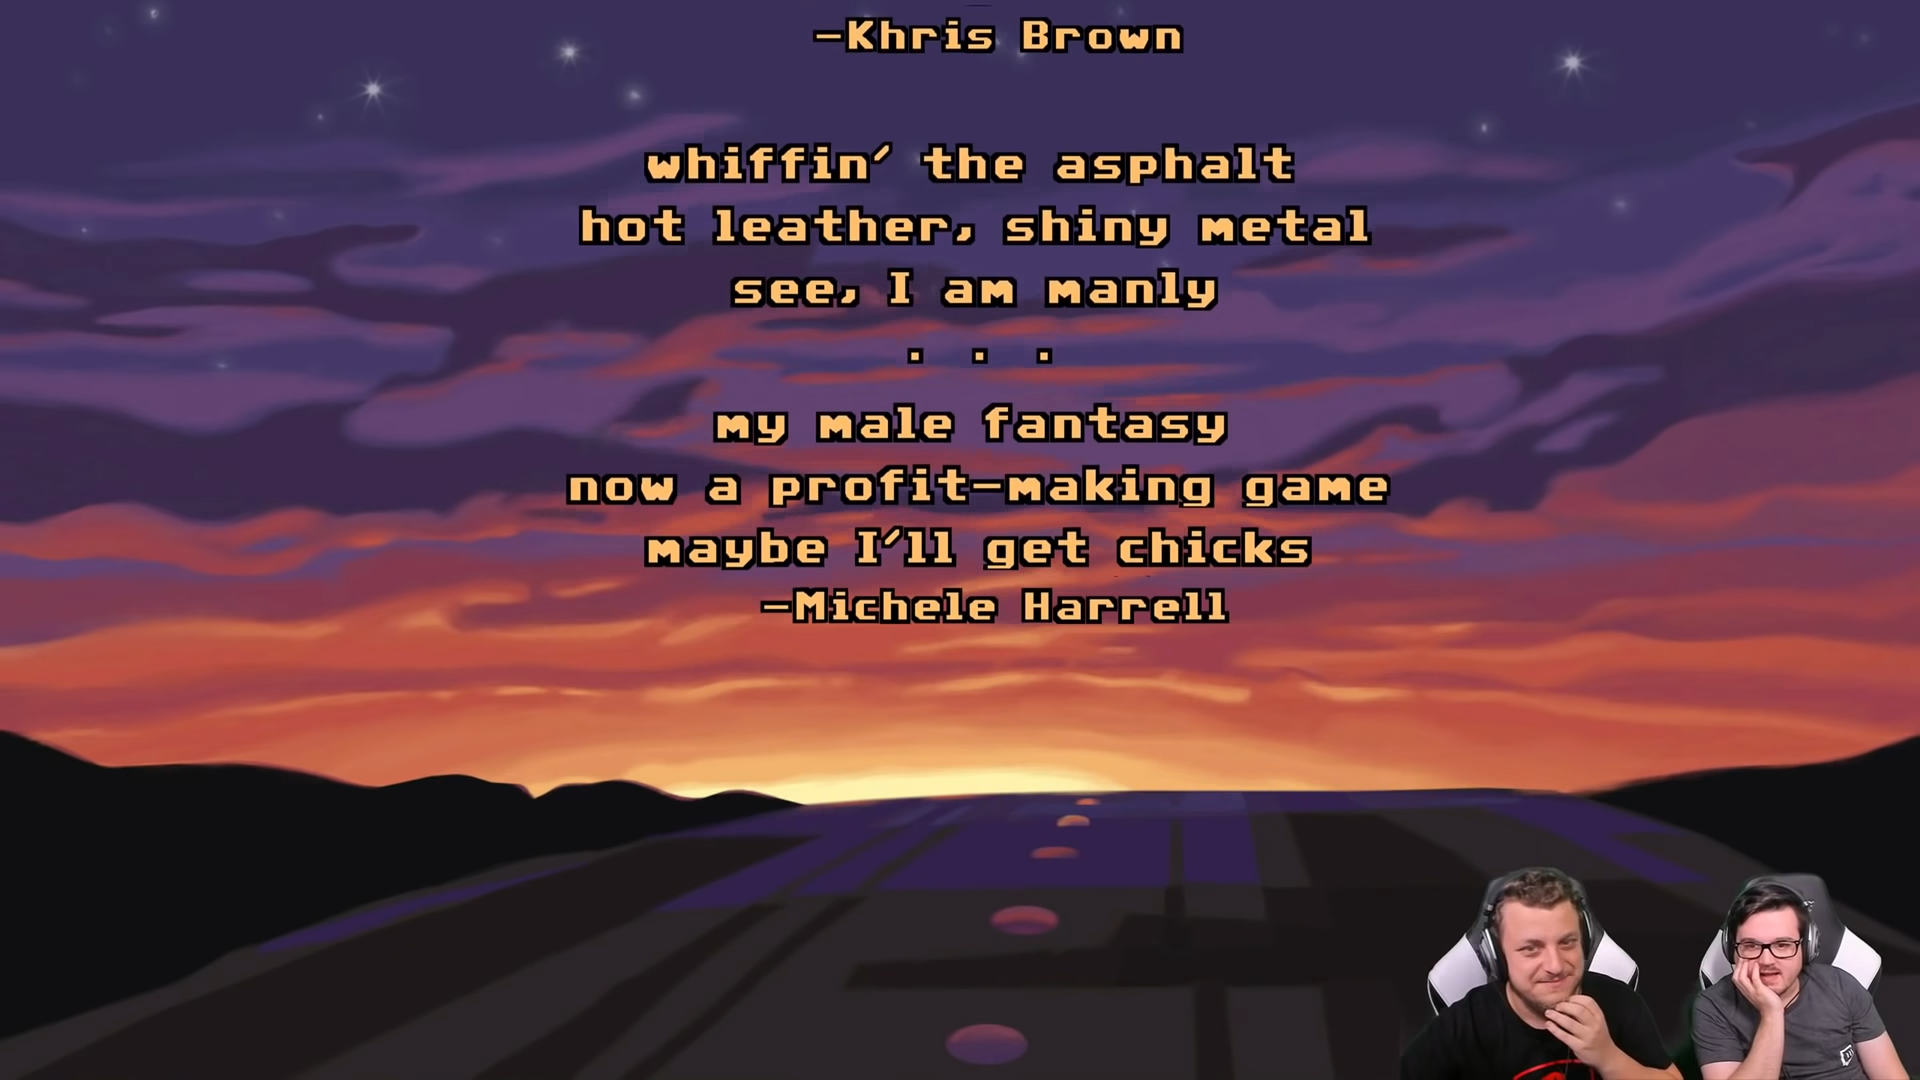 –Khris Brown
whiffin' the asphalt
hot leather, shiny metal
see, I am manly
. . .
my male fantasy
now a profit-making game
maybe I'll get chicks
–Michele Harrell